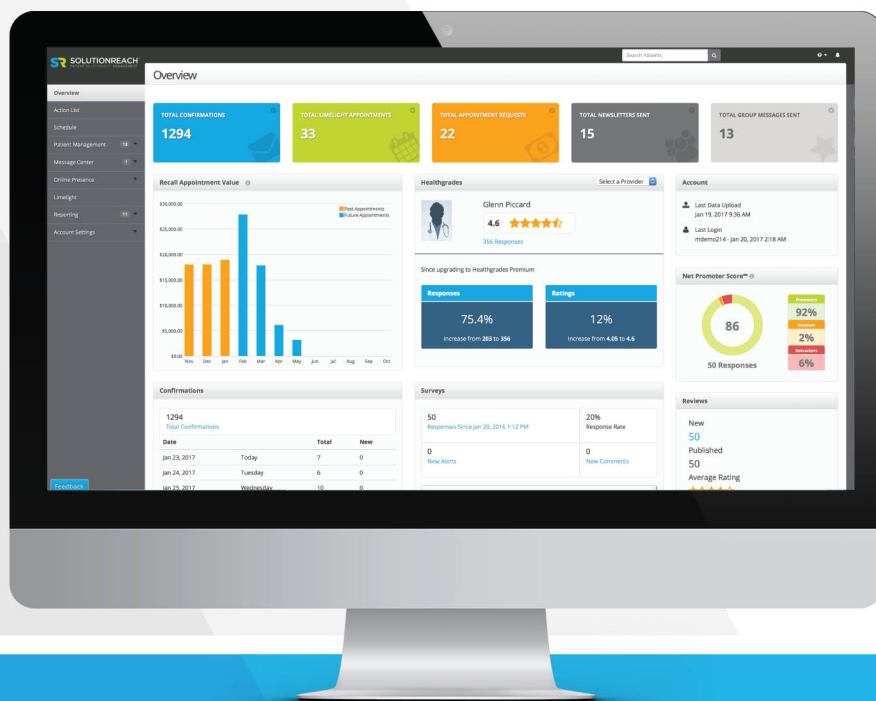 SR SOLUTIONREACH
PATIENT RELATIONSHIP MANAGEMENT
Search Patients
Overview
Overview
Action List
Schedule
Patient Management 18
Message Center 7
Online Presence
Limelight
Reporting 11
Account Settings
Feedback
TOTAL CONFIRMATIONS
1294
TOTAL LIMELIGHT APPOINTMENTS
33
TOTAL APPOINTMENT REQUESTS
22
TOTAL NEWSLETTERS SENT
15
TOTAL GROUP MESSAGES SENT
13
Recall Appointment Value
Past Appointments
Future Appointments
$30,000.00
$25,000.00
$20,000.00
$15,000.00
$10,000.00
$5,000.00
$0.00
Nov Dec Jan Feb Mar Apr May Jun Jul Aug Sep Oct
Healthgrades
Select a Provider
Glenn Piccard
4.6
356 Responses
Since upgrading to Healthgrades Premium
Responses
75.4%
Increase from 203 to 356
Ratings
12%
Increase from 4.05 to 4.6
Account
Last Data Upload
Jan 19, 2017 9:36 AM
Last Login
mdemo214 - Jan 20, 2017 2:18 AM
Net Promoter Score℠
86
50 Responses
Promoters
92%
Passives
2%
Detractors
6%
Confirmations
1294
Total Confirmations
Date Total New
Jan 23, 2017 Today 7 0
Jan 24, 2017 Tuesday 6 0
Jan 25, 2017 Wednesday 10 0
Surveys
50
Responses Since Jan 20, 2016 1:12 PM
20%
Response Rate
0
New Alerts
0
New Comments
Reviews
New
50
Published
50
Average Rating